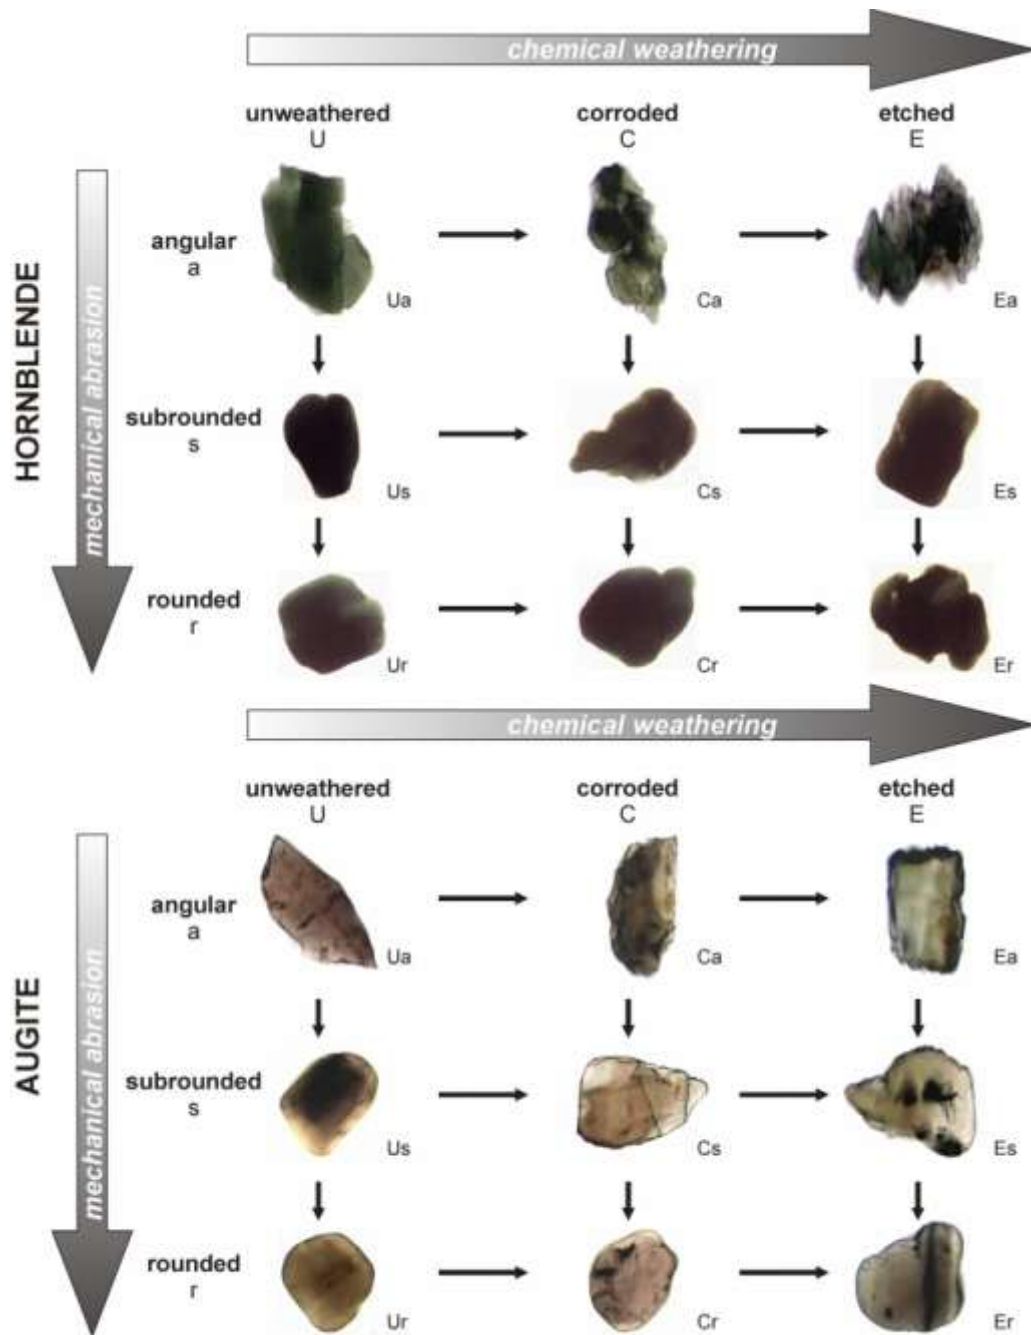 chemical weathering
unweathered corroded etched
U C E
HORNBLENDE
mechanical abrasion
angular
a
Ua Ca Ea
subrounded
s
Us Cs Es
rounded
r
Ur Cr Er
chemical weathering
unweathered corroded etched
U C E
AUGITE
mechanical abrasion
angular
a
Ua Ca Ea
subrounded
s
Us Cs Es
rounded
r
Ur Cr Er